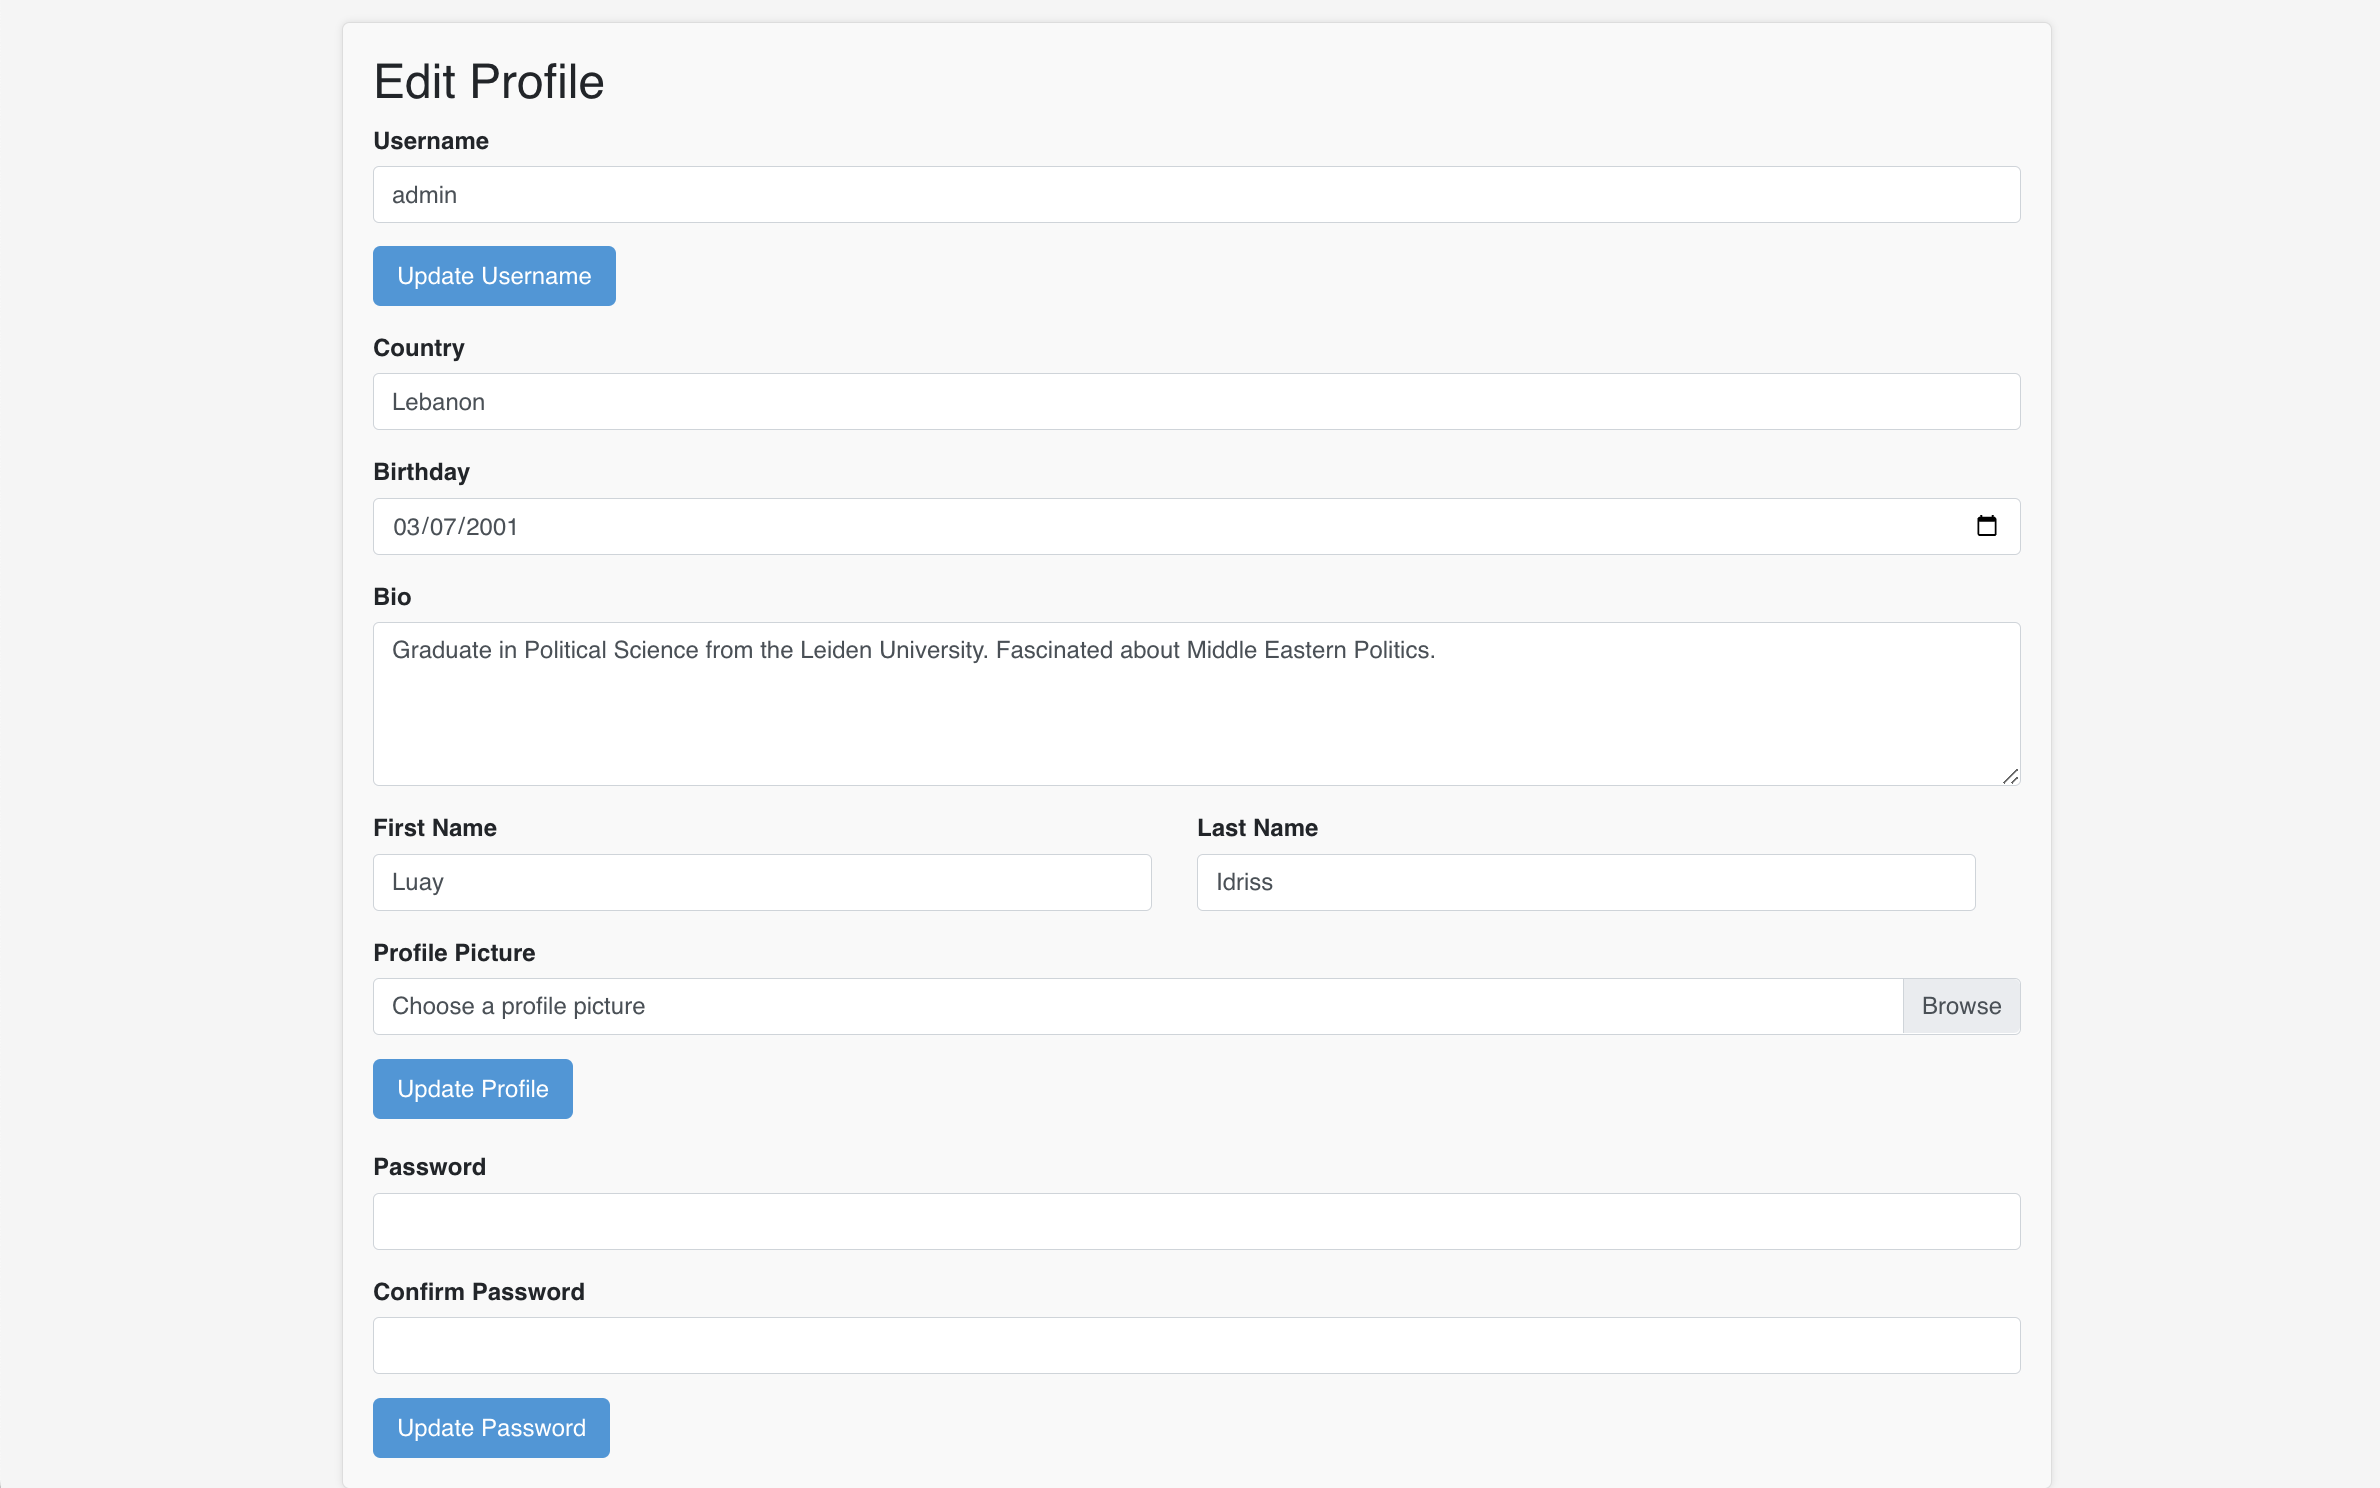 Edit Profile
Username
admin
Update Username
Country
Lebanon
Birthday
03/07/2001
Bio
Graduate in Political Science from the Leiden University. Fascinated about Middle Eastern Politics.
First Name
Last Name
Luay
Idriss
Profile Picture
Choose a profile picture
Browse
Update Profile
Password
Confirm Password
Update Password